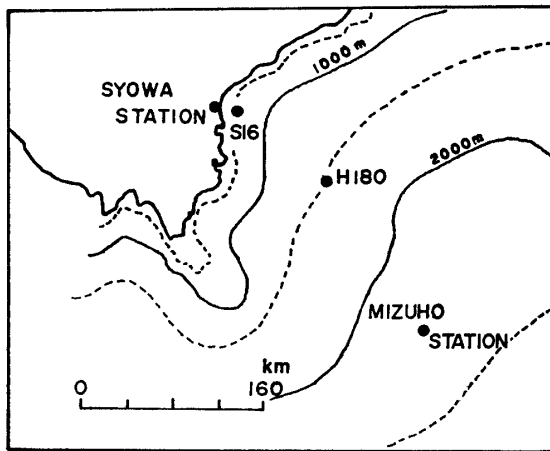 1000m
SYOWA
STATION
S16
H180
2000m
MIZUHO
STATION
km
0 160